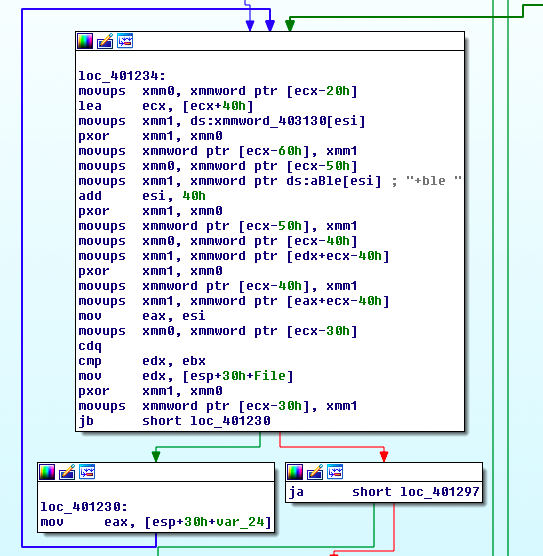 loc_401234:
movups xmm0, xmmword ptr [ecx-20h]
lea ecx, [ecx+40h]
movups xmm1, ds:xmmword_403130[esi]
pxor xmm1, xmm0
movups xmmword ptr [ecx-60h], xmm1
movups xmm0, xmmword ptr [ecx-50h]
movups xmm1, xmmword ptr ds:aBle[esi] ; "+ble "
add esi, 40h
pxor xmm1, xmm0
movups xmmword ptr [ecx-50h], xmm1
movups xmm0, xmmword ptr [ecx-40h]
movups xmm1, xmmword ptr [edx+ecx-40h]
pxor xmm1, xmm0
movups xmmword ptr [ecx-40h], xmm1
movups xmm1, xmmword ptr [eax+ecx-40h]
mov eax, esi
movups xmm0, xmmword ptr [ecx-30h]
cdq
cmp edx, ebx
mov edx, [esp+30h+File]
pxor xmm1, xmm0
movups xmmword ptr [ecx-30h], xmm1
jb short loc_401230
loc_401230:
mov eax, [esp+30h+var_24]
ja short loc_401297